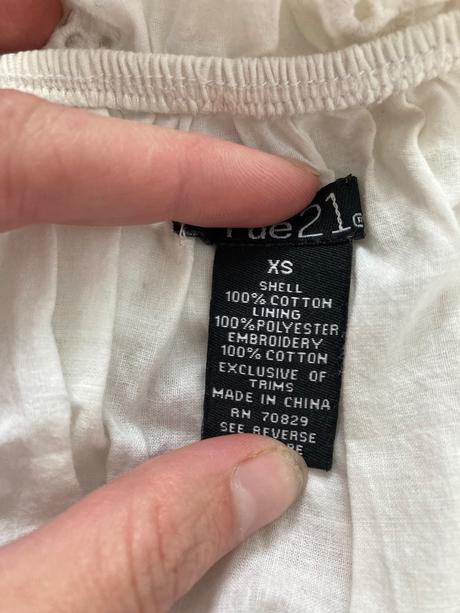 rue21®
XS
SHELL
100% COTTON
LINING
100%POLYESTER
EMBROIDERY
100% COTTON
EXCLUSIVE OF
TRIMS
MADE IN CHINA
RN 70829
SEE REVERSE